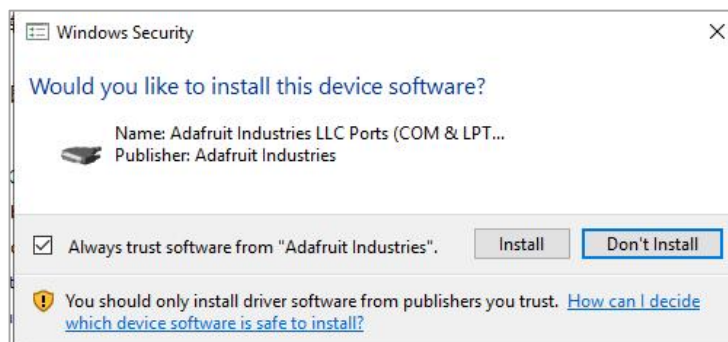 Windows Security
Would you like to install this device software?
Name: Adafruit Industries LLC Ports (COM & LPT...
Publisher: Adafruit Industries
Always trust software from "Adafruit Industries".
Install
Don't Install
You should only install driver software from publishers you trust. How can I decide
which device software is safe to install?